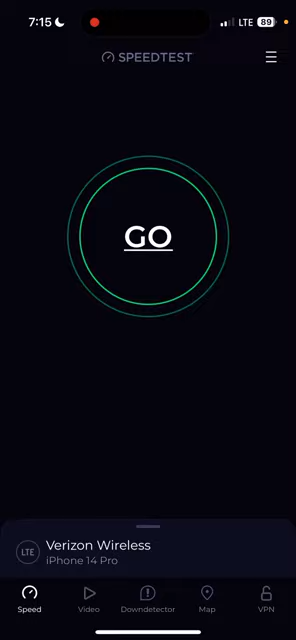 7:15 LTE 89
SPEEDTEST
GO
LTE Verizon Wireless
iPhone 14 Pro
Speed Video Downdetector Map VPN